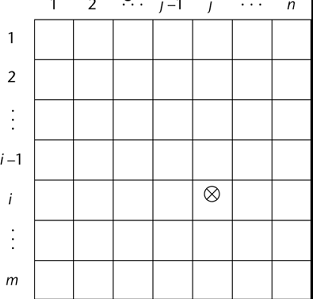 1 2 ... j –1 j ... n
1
2
⋮
i –1
i
⊗
⋮
m